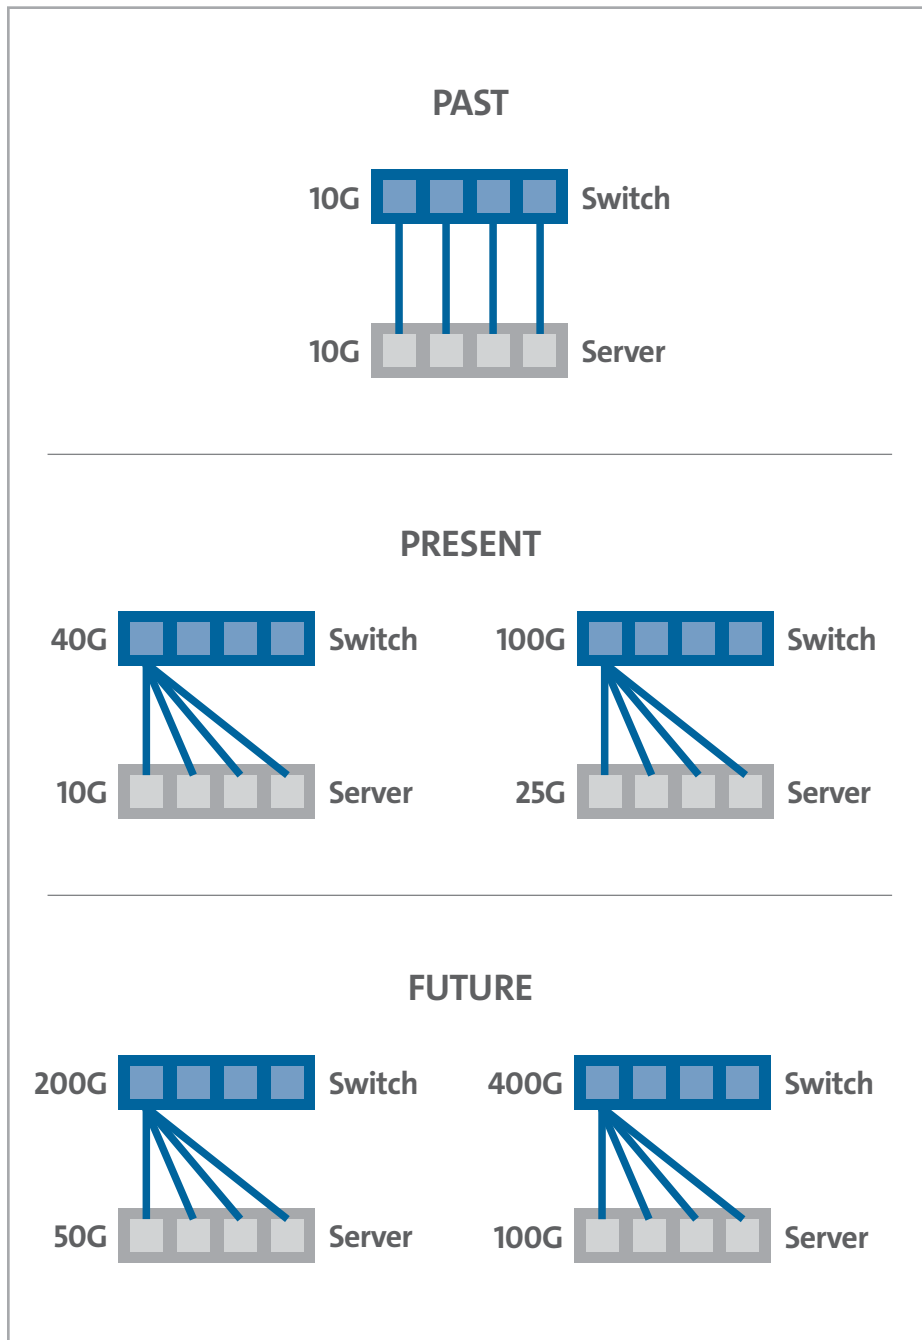 PAST
10G Switch
10G Server
PRESENT
40G Switch 100G Switch
10G Server 25G Server
FUTURE
200G Switch 400G Switch
50G Server 100G Server